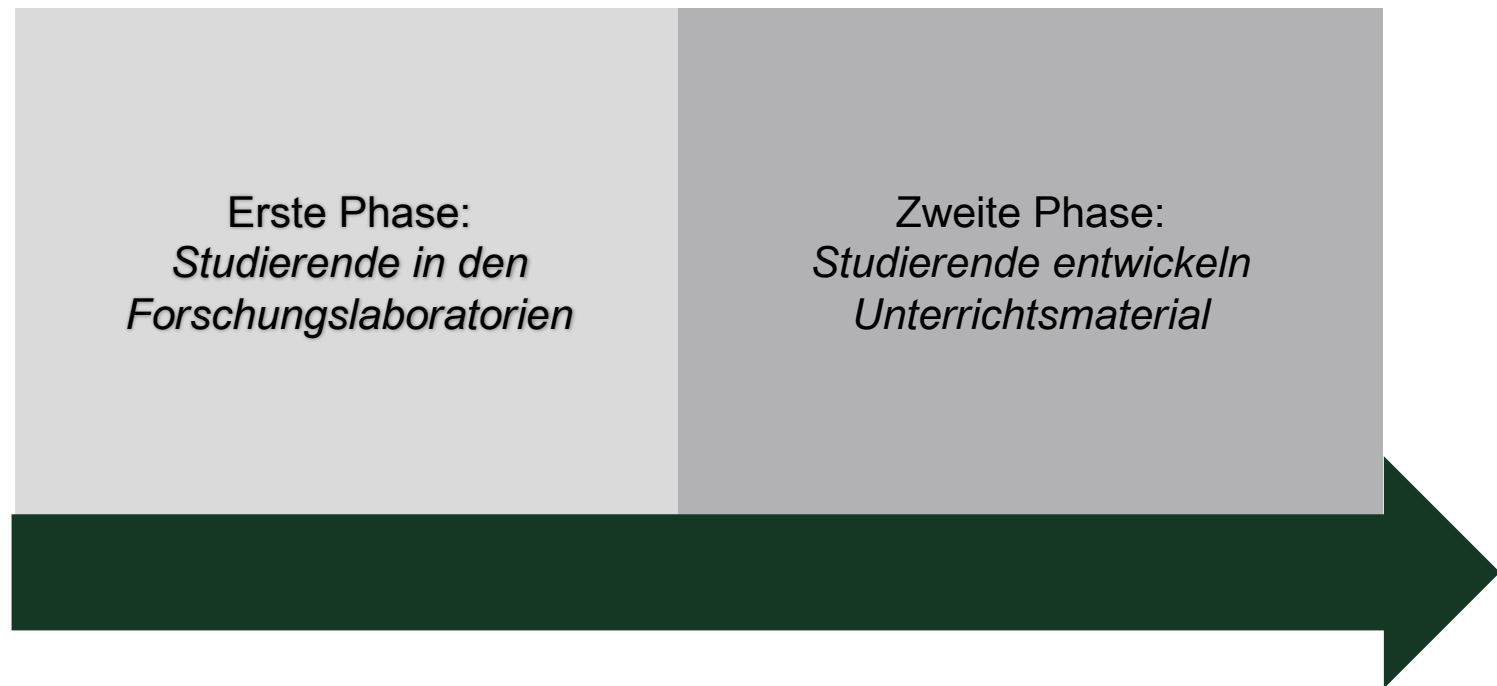 Erste Phase:
Studierende in den
Forschungslaboratorien
Zweite Phase:
Studierende entwickeln
Unterrichtsmaterial